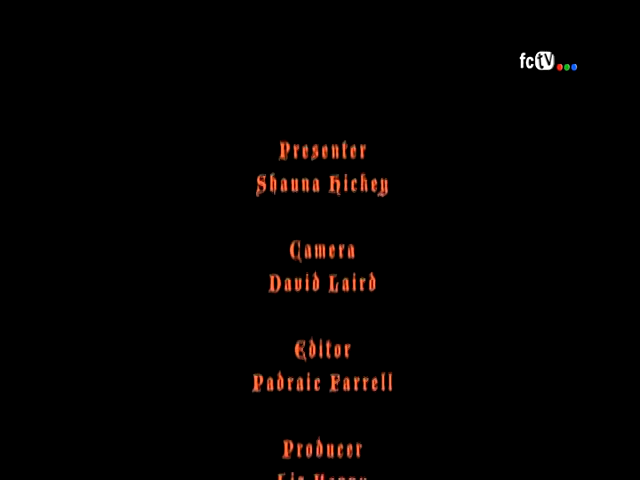 fctv...
Presenter
Shauna Hickey
Camera
David Laird
Editor
Padraic Farrell
Producer